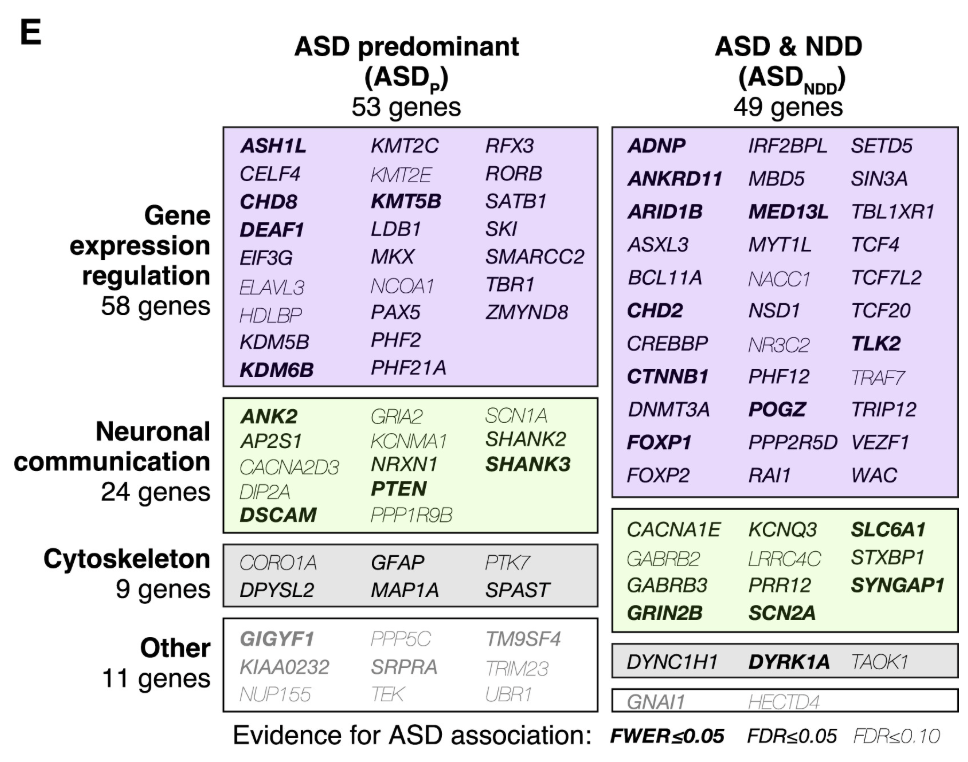 E
ASD predominant
(ASDP)
53 genes
ASD & NDD
(ASDNDD)
49 genes
Gene
expression
regulation
58 genes
ASH1L KMT2C RFX3
CELF4 KMT2E RORB
CHD8 KMT5B SATB1
DEAF1 LDB1 SKI
EIF3G MKX SMARCC2
ELAVL3 NCOA1 TBR1
HDLBP PAX5 ZMYND8
KDM5B PHF2
KDM6B PHF21A
ADNP IRF2BPL SETD5
ANKRD11 MBD5 SIN3A
ARID1B MED13L TBL1XR1
ASXL3 MYT1L TCF4
BCL11A NACC1 TCF7L2
CHD2 NSD1 TCF20
CREBBP NR3C2 TLK2
CTNNB1 PHF12 TRAF7
DNMT3A POGZ TRIP12
FOXP1 PPP2R5D VEZF1
FOXP2 RAI1 WAC
Neuronal
communication
24 genes
ANK2 GRIA2 SCN1A
AP2S1 KCNMA1 SHANK2
CACNA2D3 NRXN1 SHANK3
DIP2A PTEN
DSCAM PPP1R9B
CACNA1E KCNQ3 SLC6A1
GABRB2 LRRC4C STXBP1
GABRB3 PRR12 SYNGAP1
GRIN2B SCN2A
Cytoskeleton
9 genes
CORO1A GFAP PTK7
DPYSL2 MAP1A SPAST
DYNC1H1 DYRK1A TAOK1
Other
11 genes
GIGYF1 PPP5C TM9SF4
KIAA0232 SRPRA TRIM23
NUP155 TEK UBR1
GNAI1 HECTD4
Evidence for ASD association: FWER≤0.05 FDR≤0.05 FDR≤0.10